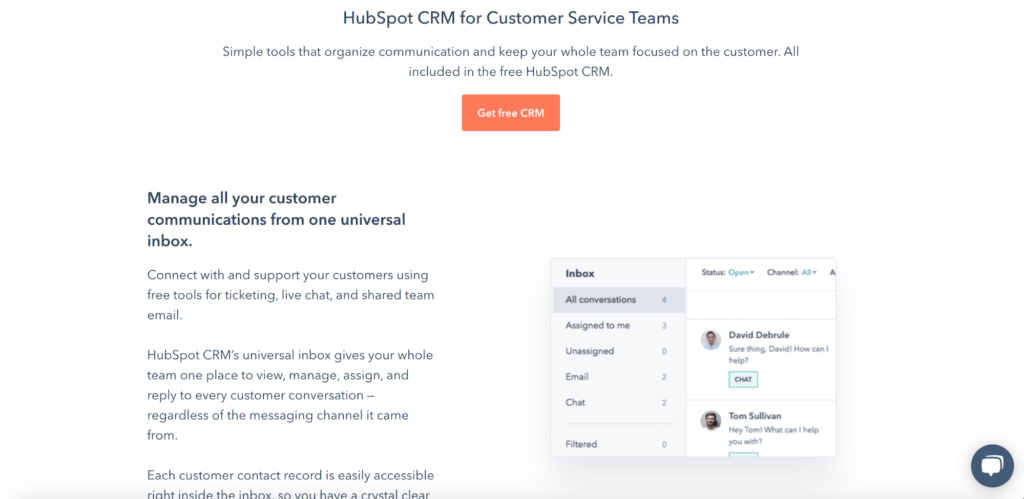 HubSpot CRM for Customer Service Teams
Simple tools that organize communication and keep your whole team focused on the customer. All
included in the free HubSpot CRM.
Get free CRM
Manage all your customer
communications from one universal
inbox.
Connect with and support your customers using
free tools for ticketing, live chat, and shared team
email.
HubSpot CRM's universal inbox gives your whole
team one place to view, manage, assign, and
reply to every customer conversation —
regardless of the messaging channel it came
from.
Each customer contact record is easily accessible
right inside the inbox, so you have a crystal clear
Inbox
All conversations 4
Assigned to me 3
Unassigned 0
Email 2
Chat 2
Filtered 0
Status: Open Channel: All A
David Debrule
Sure thing, David! How can I
help?
CHAT
Tom Sullivan
Hey Tom! What can I help
you with?